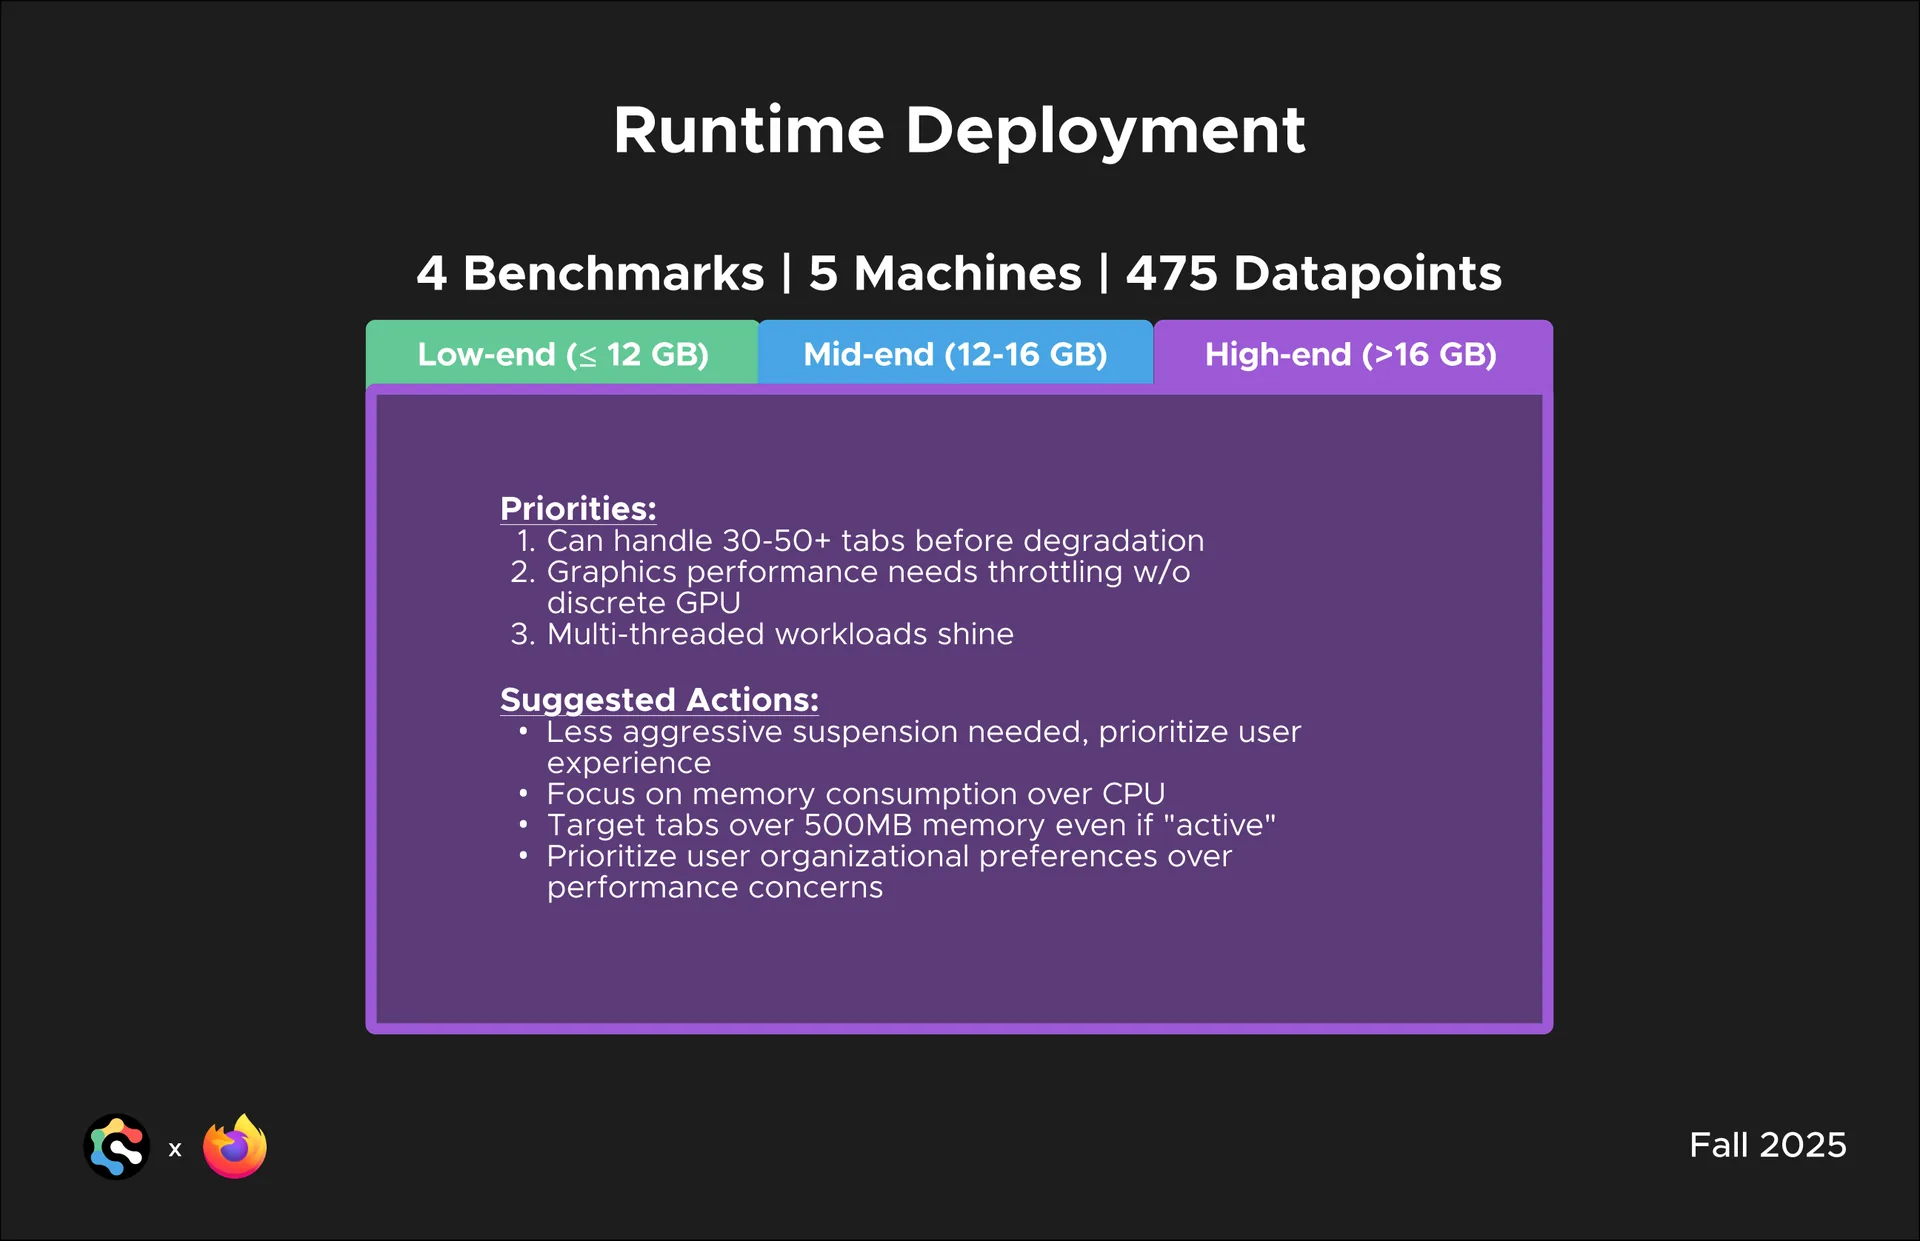 Runtime Deployment
4 Benchmarks | 5 Machines | 475 Datapoints
Low-end (≤ 12 GB)
Mid-end (12-16 GB)
High-end (>16 GB)
Priorities:
1. Can handle 30-50+ tabs before degradation
2. Graphics performance needs throttling w/o
discrete GPU
3. Multi-threaded workloads shine
Suggested Actions:
• Less aggressive suspension needed, prioritize user
experience
• Focus on memory consumption over CPU
• Target tabs over 500MB memory even if "active"
• Prioritize user organizational preferences over
performance concerns
x
Fall 2025